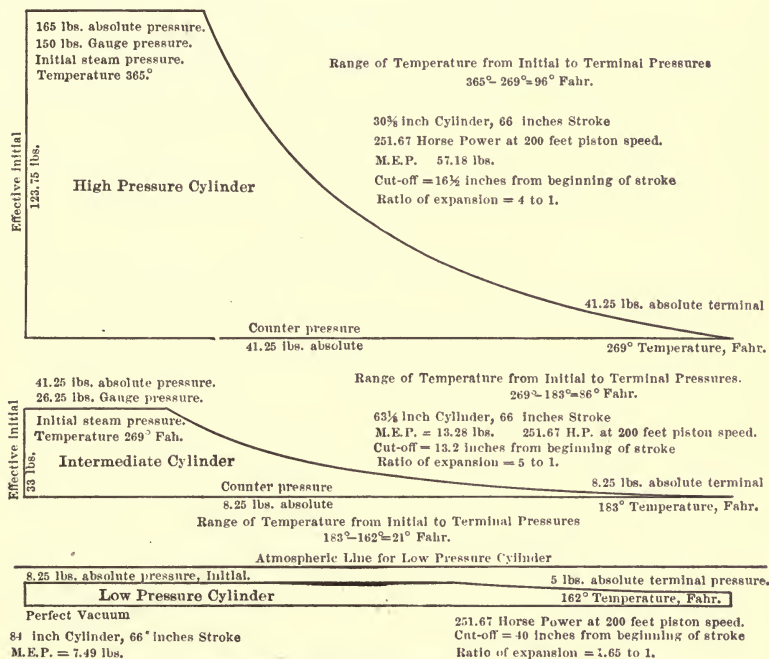 165 lbs. absolute pressure.
150 lbs. Gauge pressure.
Initial steam pressure.
Temperature 365.°
Effective initial
123.75 lbs.
High Pressure Cylinder
Range of Temperature from Initial to Terminal Pressures
365°- 269°=96° Fahr.
30⅜ inch Cylinder, 66 inches Stroke
251.67 Horse Power at 200 feet piston speed.
M.E.P. 57.18 lbs.
Cut-off = 16½ inches from beginning of stroke
Ratio of expansion = 4 to 1.
41.25 lbs. absolute terminal
Counter pressure
41.25 lbs. absolute
269° Temperature, Fahr.
41.25 lbs. absolute pressure.
26.25 lbs. Gauge pressure.
Initial steam pressure.
Temperature 269° Fah.
Effective Initial
33 lbs.
Intermediate Cylinder
Range of Temperature from Initial to Terminal Pressures.
269°-183°=86° Fahr.
63⅛ inch Cylinder, 66 inches Stroke
M.E.P. = 13.28 lbs. 251.67 H.P. at 200 feet piston speed.
Cut-off = 13.2 inches from beginning of stroke
Ratio of expansion = 5 to 1.
8.25 lbs. absolute terminal
Counter pressure
8.25 lbs. absolute
183° Temperature, Fahr.
Range of Temperature from Initial to Terminal Pressures
183°-162°=21° Fahr.
Atmospheric Line for Low Pressure Cylinder
8.25 lbs. absolute pressure, Initial.
5 lbs. absolute terminal pressure.
Low Pressure Cylinder
162° Temperature, Fahr.
Perfect Vacuum
84 inch Cylinder, 66 inches Stroke
M.E.P. = 7.49 lbs.
251.67 Horse Power at 200 feet piston speed.
Cut-off = 40 inches from beginning of stroke
Ratio of expansion = 1.65 to 1.